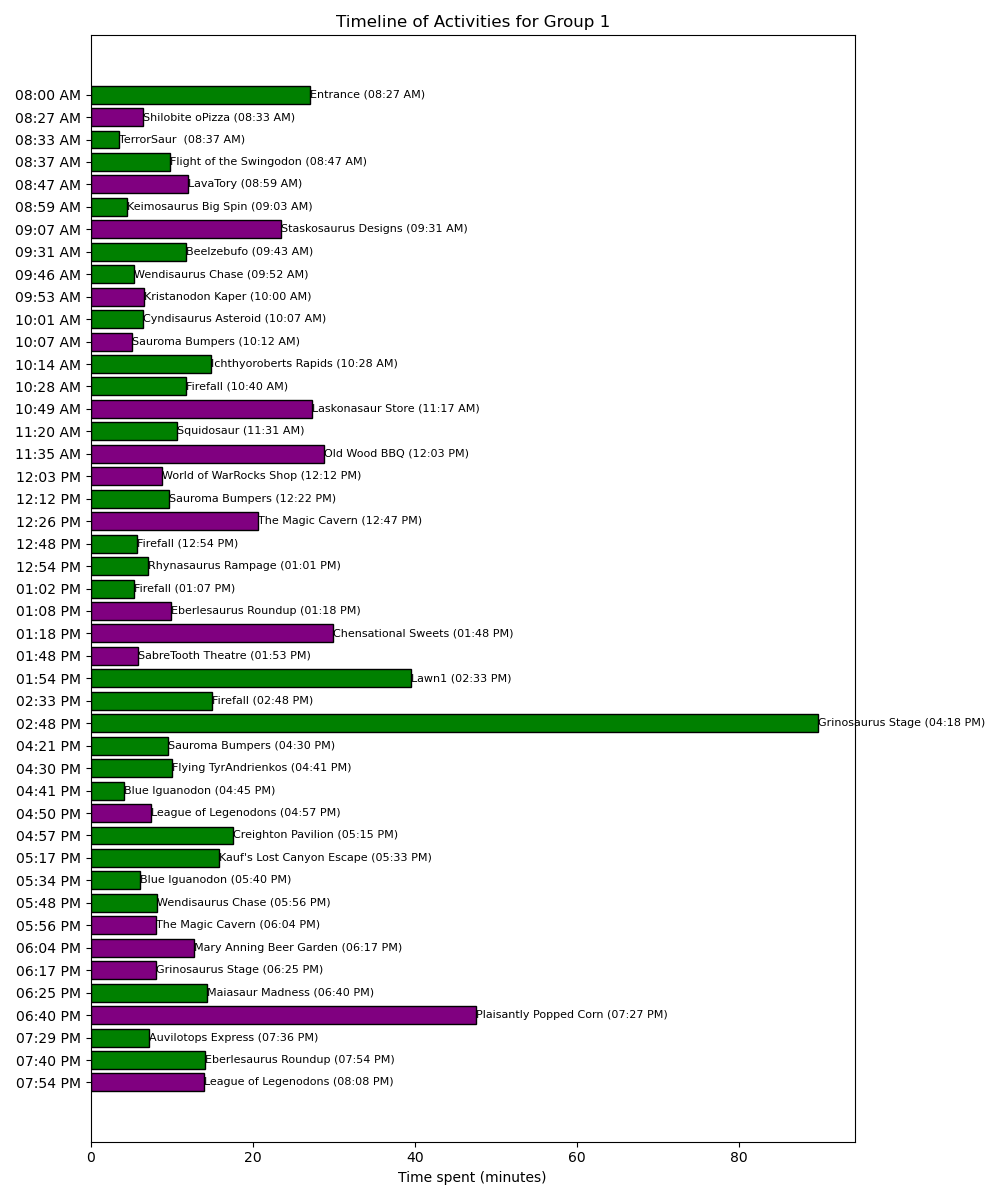 Timeline of Activities for Group 1
08:00 AM Entrance (08:27 AM)
08:27 AM Shilobite oPizza (08:33 AM)
08:33 AM TerrorSaur (08:37 AM)
08:37 AM Flight of the Swingodon (08:47 AM)
08:47 AM LavaTory (08:59 AM)
08:59 AM Keimosaurus Big Spin (09:03 AM)
09:07 AM Staskosaurus Designs (09:31 AM)
09:31 AM Beelzebufo (09:43 AM)
09:46 AM Wendisaurus Chase (09:52 AM)
09:53 AM Kristanodon Kaper (10:00 AM)
10:01 AM Cyndisaurus Asteroid (10:07 AM)
10:07 AM Sauroma Bumpers (10:12 AM)
10:14 AM Ichthyoroberts Rapids (10:28 AM)
10:28 AM Firefall (10:40 AM)
10:49 AM Laskonasaur Store (11:17 AM)
11:20 AM Squidosaur (11:31 AM)
11:35 AM Old Wood BBQ (12:03 PM)
12:03 PM World of WarRocks Shop (12:12 PM)
12:12 PM Sauroma Bumpers (12:22 PM)
12:26 PM The Magic Cavern (12:47 PM)
12:48 PM Firefall (12:54 PM)
12:54 PM Rhynasaurus Rampage (01:01 PM)
01:02 PM Firefall (01:07 PM)
01:08 PM Eberlesaurus Roundup (01:18 PM)
01:18 PM Chensational Sweets (01:48 PM)
01:48 PM SabreTooth Theatre (01:53 PM)
01:54 PM Lawn1 (02:33 PM)
02:33 PM Firefall (02:48 PM)
02:48 PM Grinosaurus Stage (04:18 PM)
04:21 PM Sauroma Bumpers (04:30 PM)
04:30 PM Flying TyrAndrienkos (04:41 PM)
04:41 PM Blue Iguanodon (04:45 PM)
04:50 PM League of Legenodons (04:57 PM)
04:57 PM Creighton Pavilion (05:15 PM)
05:17 PM Kauf's Lost Canyon Escape (05:33 PM)
05:34 PM Blue Iguanodon (05:40 PM)
05:48 PM Wendisaurus Chase (05:56 PM)
05:56 PM The Magic Cavern (06:04 PM)
06:04 PM Mary Anning Beer Garden (06:17 PM)
06:17 PM Grinosaurus Stage (06:25 PM)
06:25 PM Maiasaur Madness (06:40 PM)
06:40 PM Plaisantly Popped Corn (07:27 PM)
07:29 PM Auvilotops Express (07:36 PM)
07:40 PM Eberlesaurus Roundup (07:54 PM)
07:54 PM League of Legenodons (08:08 PM)
0 20 40 60 80
Time spent (minutes)